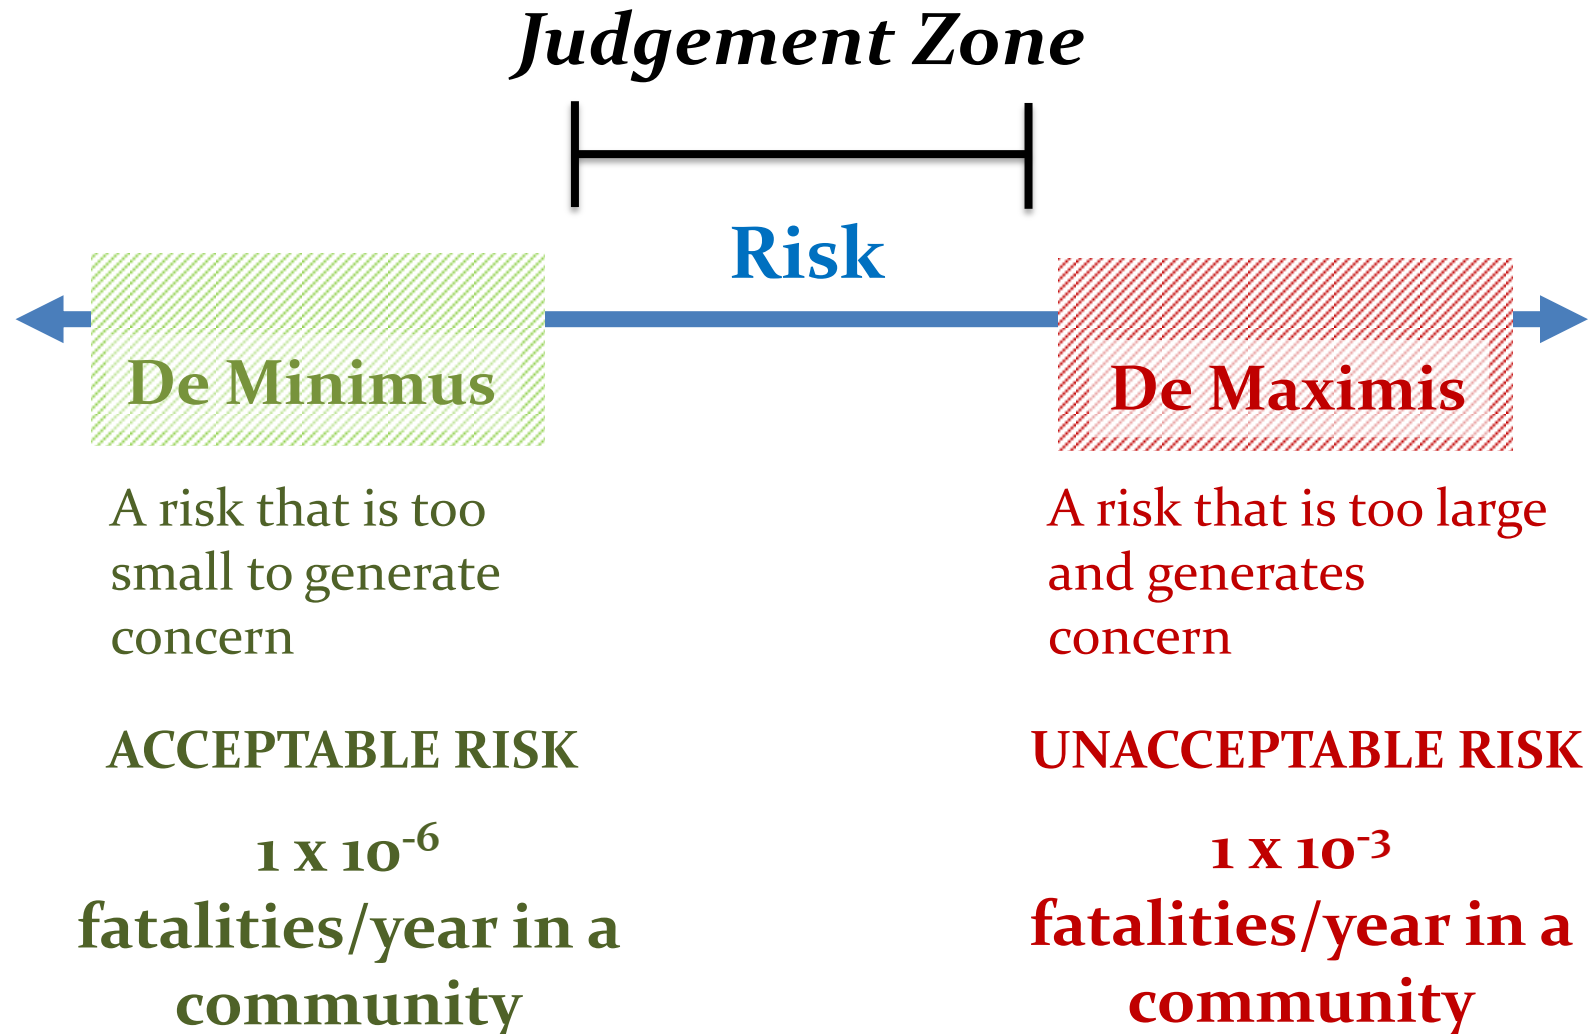 Judgement Zone
Risk
De Minimus
De Maximis
A risk that is too
small to generate
concern
A risk that is too large
and generates
concern
ACCEPTABLE RISK
UNACCEPTABLE RISK
1 x 10⁻⁶
fatalities/year in a
community
1 x 10⁻³
fatalities/year in a
community